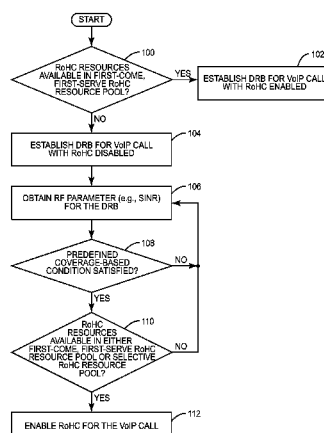 START
100
RoHC RESOURCES
AVAILABLE IN FIRST-COME,
FIRST-SERVE RoHC
RESOURCE POOL?
YES
102
ESTABLISH DRB FOR VoIP CALL
WITH RoHC ENABLED
NO
104
ESTABLISH DRB FOR VoIP CALL
WITH RoHC DISABLED
106
OBTAIN RF PARAMETER (e.g., SINR)
FOR THE DRB
108
PREDEFINED
COVERAGE-BASED
CONDITION SATISFIED?
NO
YES
110
RoHC
RESOURCES
AVAILABLE IN EITHER
FIRST-COME, FIRST-SERVE RoHC
RESOURCE POOL OR SELECTIVE
RoHC RESOURCE
POOL?
NO
YES
112
ENABLE RoHC FOR THE VoIP CALL